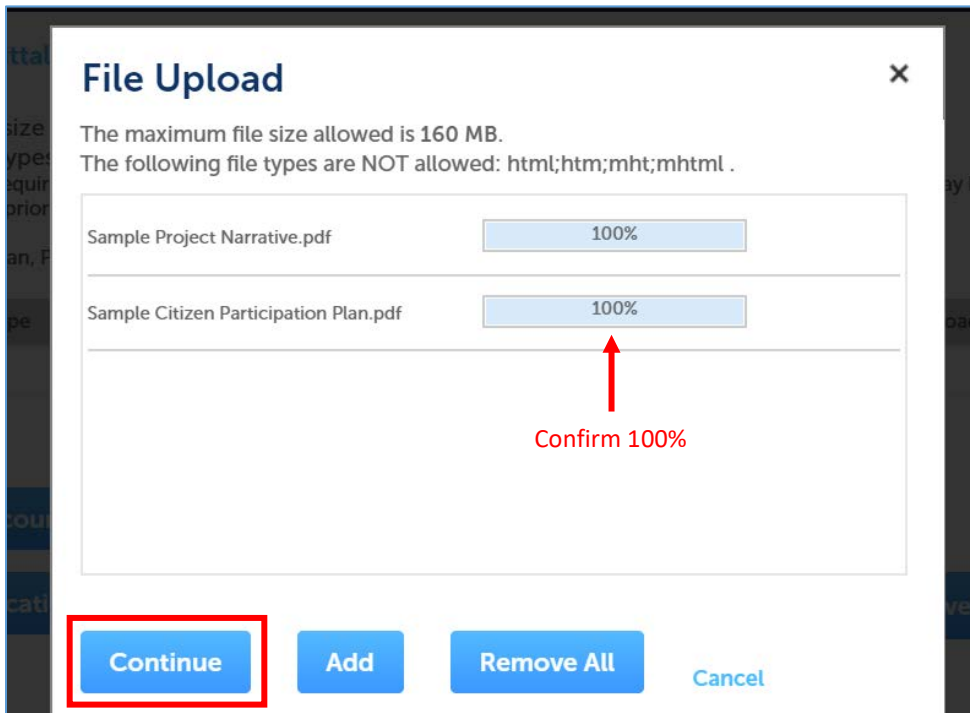 File Upload
×
The maximum file size allowed is 160 MB.
The following file types are NOT allowed: html;htm;mht;mhtml .
Sample Project Narrative.pdf 100%
Sample Citizen Participation Plan.pdf 100%
Confirm 100%
Continue Add Remove All Cancel